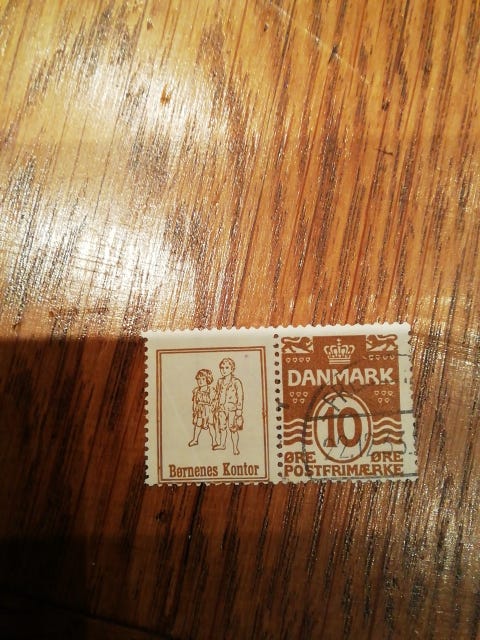 Børnenes Kontor
DANMARK
10
ØRE ØRE
POSTFRIMÆRKE